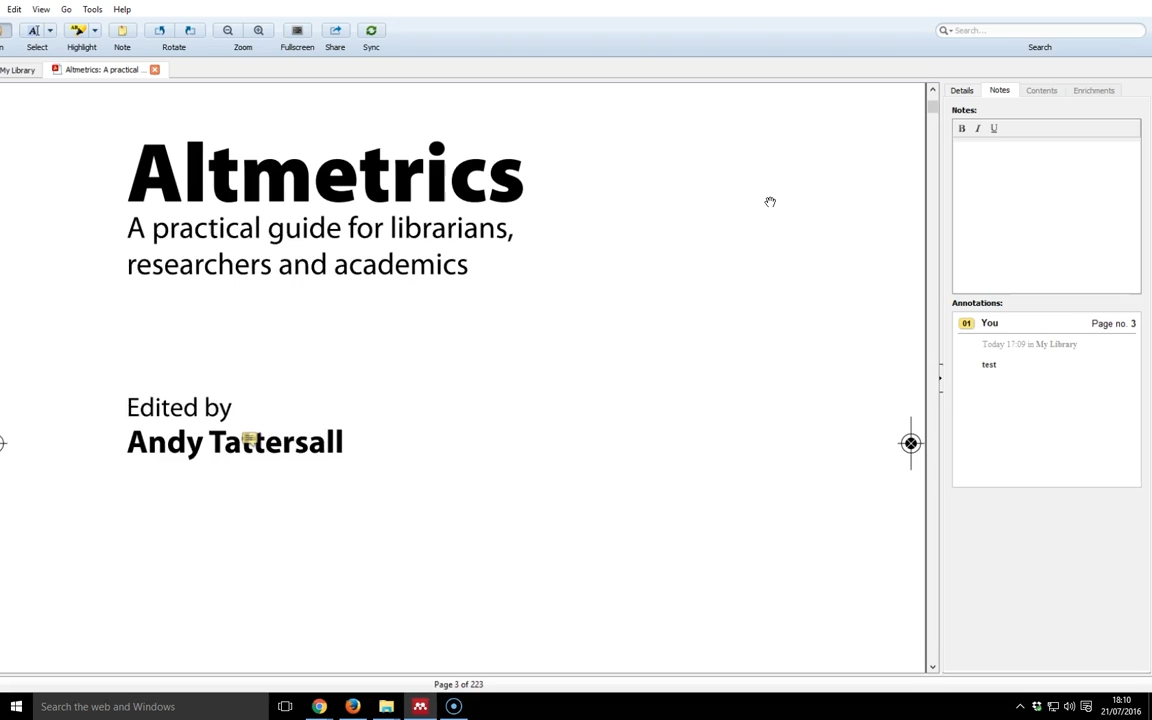 Edit View Go Tools Help
n Select Highlight Note Rotate Zoom Fullscreen Share Sync
Search...
Search
My Library
Altmetrics: A practical ...
Details Notes Contents Enrichments
Notes:
B I U
Altmetrics
A practical guide for librarians,
researchers and academics
Edited by
Andy Tattersall
Annotations:
01 You Page no. 3
Today 17:09 in My Library
test
Page 3 of 223
Search the web and Windows
18:10
21/07/2016